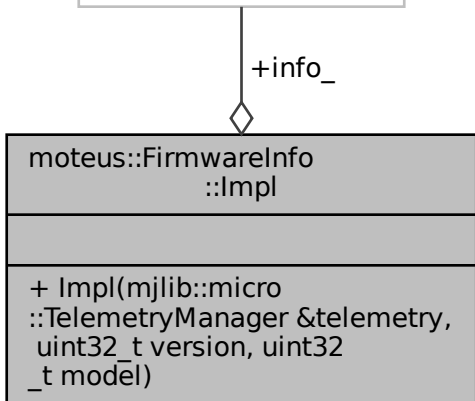 +info_
moteus::FirmwareInfo
::Impl
+ Impl(mjlib::micro
::TelemetryManager &telemetry,
uint32_t version, uint32
_t model)